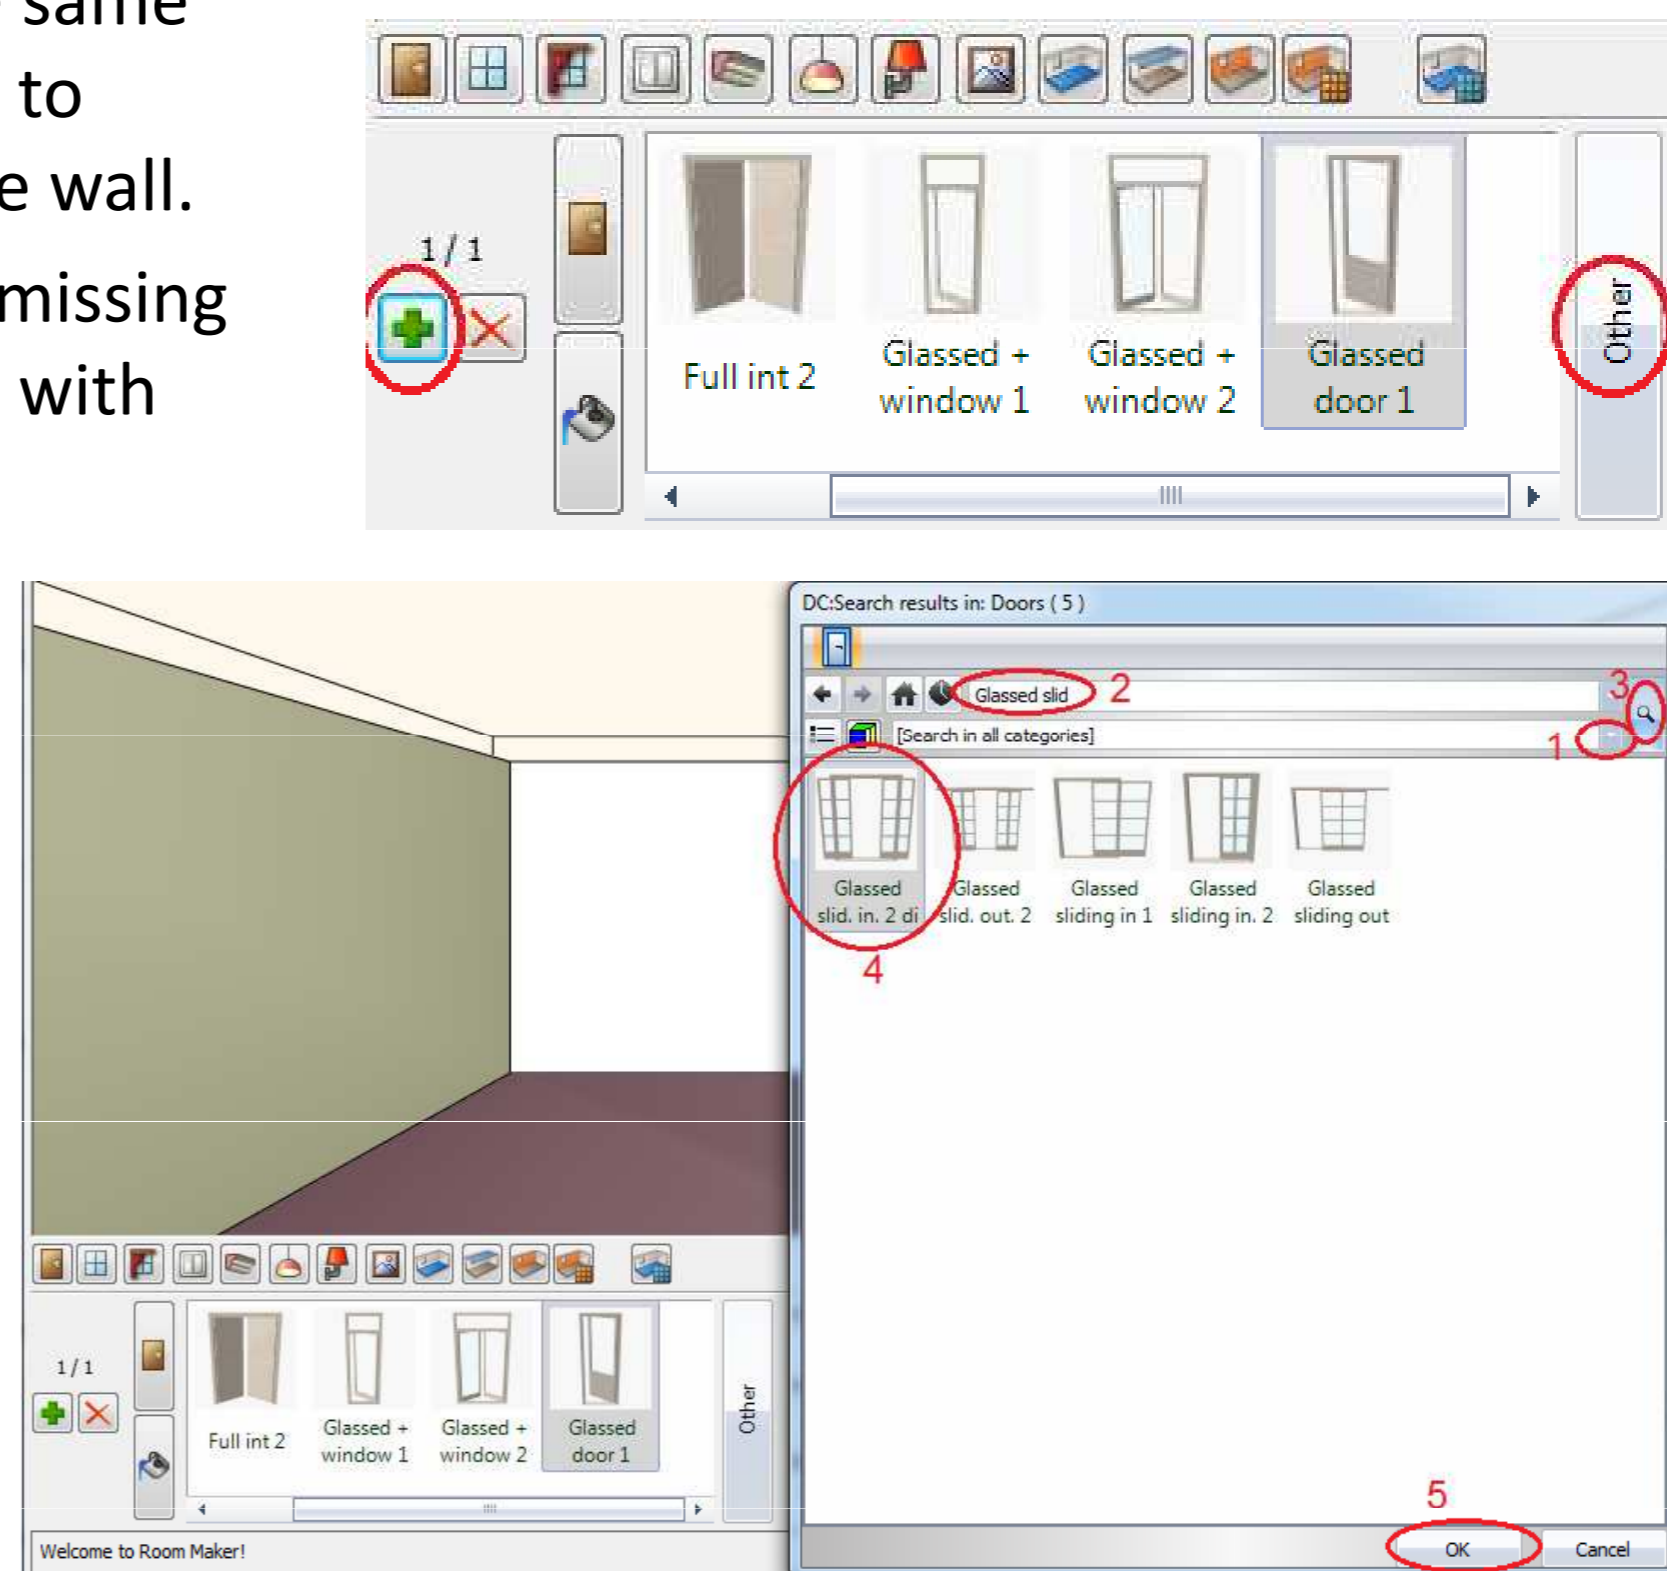 same
to
e wall.
missing
with
1 / 1
Full int 2
Glassed +
window 1
Glassed +
window 2
Glassed
door 1
Other
DC:Search results in: Doors ( 5 )
Glassed slid
2
3
[Search in all categories]
1
Glassed
slid. in. 2 di
Glassed
slid. out. 2
Glassed
sliding in 1
Glassed
sliding in. 2
Glassed
sliding out
4
1 / 1
Full int 2
Glassed +
window 1
Glassed +
window 2
Glassed
door 1
Other
5
OK
Cancel
Welcome to Room Maker!